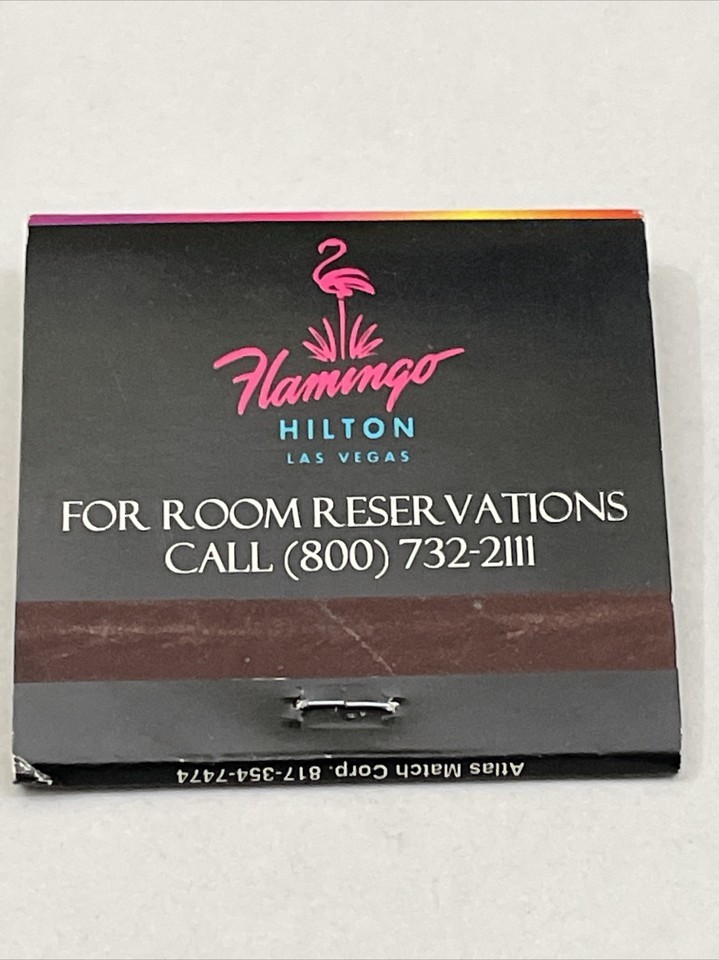 Flamingo
HILTON
LAS VEGAS
FOR ROOM RESERVATIONS
CALL (800) 732-2111
Atlas Match Corp. 817-354-7474